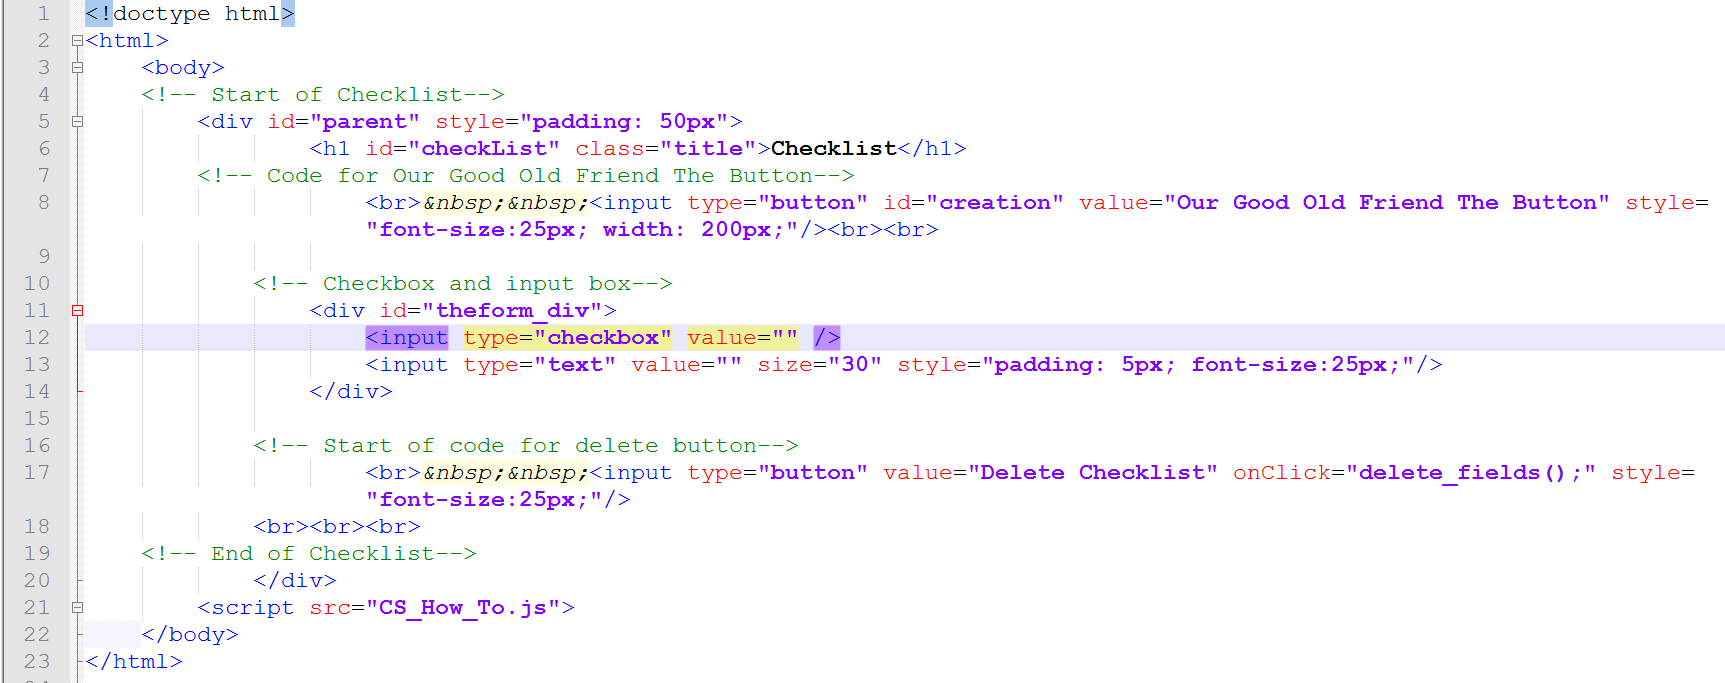 1 <!doctype html>
2 <html>
3 <body>
4 <!-- Start of Checklist-->
5 <div id="parent" style="padding: 50px">
6 <h1 id="checkList" class="title">Checklist</h1>
7 <!-- Code for Our Good Old Friend The Button-->
8 <br>&nbsp;&nbsp;<input type="button" id="creation" value="Our Good Old Friend The Button" style=
"font-size:25px; width: 200px;"/><br><br>
9
10 <!-- Checkbox and input box-->
11 <div id="theform_div">
12 <input type="checkbox" value="" />
13 <input type="text" value="" size="30" style="padding: 5px; font-size:25px;"/>
14 </div>
15
16 <!-- Start of code for delete button-->
17 <br>&nbsp;&nbsp;<input type="button" value="Delete Checklist" onClick="delete_fields();" style=
"font-size:25px;"/>
18 <br><br><br>
19 <!-- End of Checklist-->
20 </div>
21 <script src="CS_How_To.js">
22 </body>
23 </html>